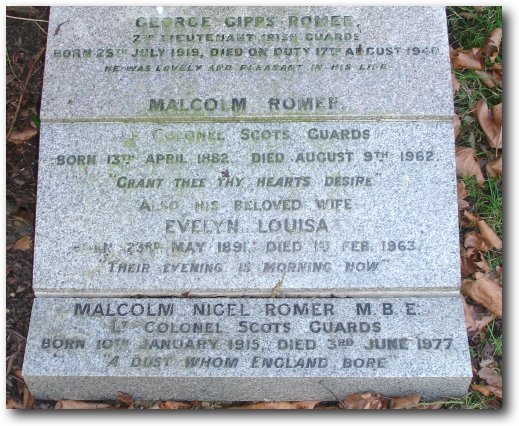 GEORGE GIPPS ROMER,
2ND LIEUTENANT IRISH GUARDS
BORN 25TH JULY 1919, DIED ON DUTY 17TH AUGUST 1940
HE WAS LOVELY AND PLEASANT IN HIS LIFE
MALCOLM ROMER.
LT COLONEL SCOTS GUARDS
BORN 13TH APRIL 1882. DIED AUGUST 9TH 1962.
"GRANT THEE THY HEARTS DESIRE"
ALSO HIS BELOVED WIFE
EVELYN LOUISA
BORN 23RD MAY 1891. DIED FEB. 1963.
"THEIR EVENING IS MORNING NOW"
MALCOLM NIGEL ROMER M.B.E.
LT COLONEL SCOTS GUARDS
BORN 10TH JANUARY 1915. DIED 3RD JUNE 1977.
"A DUST WHOM ENGLAND BORE"